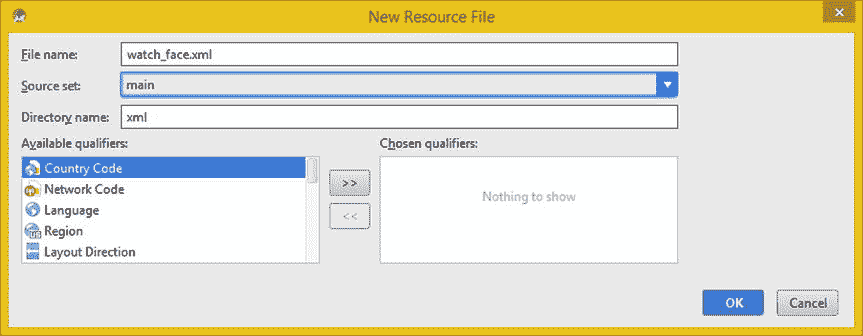 New Resource File
File name: watch_face.xml
Source set: main
Directory name: xml
Available qualifiers: Chosen qualifiers:
Country Code
Network Code
Language
Region
Layout Direction
>>
<<
Nothing to show
OK Cancel